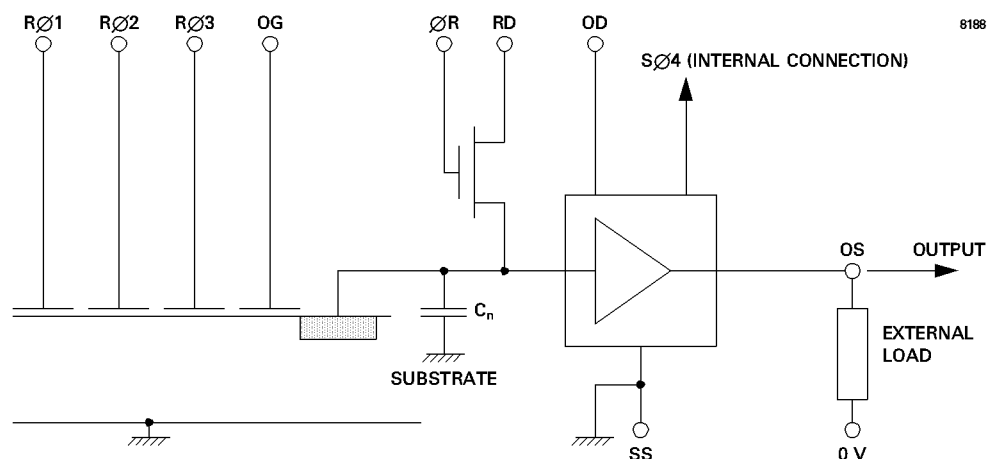 RØ1 RØ2 RØ3 OG ØR RD OD 8188
SØ4 (INTERNAL CONNECTION)
OS OUTPUT
Cn
EXTERNAL
LOAD
SUBSTRATE
SS 0 V